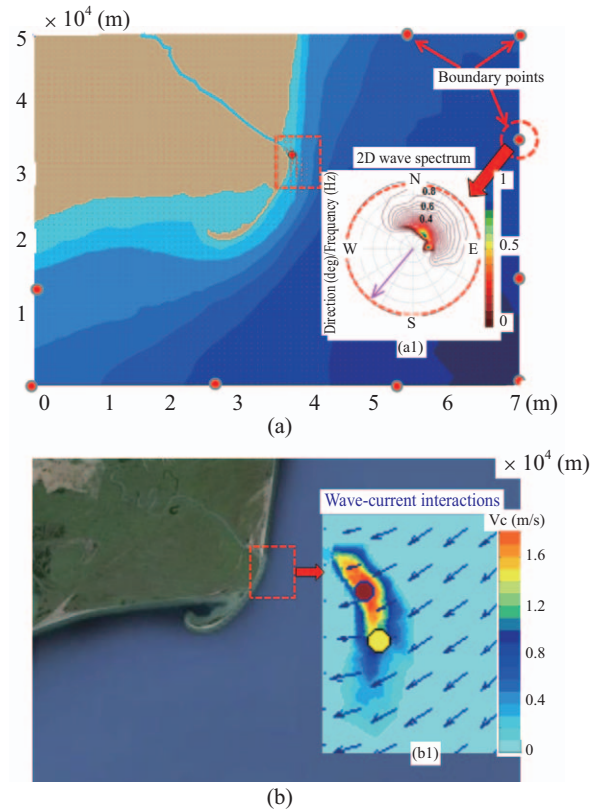 × 10⁴ (m)
5
4
3
2
1
Boundary points
2D wave spectrum
1
N
0.8
0.6
0.4
0.5
W
E
S
0
Direction (deg)/Frequency (Hz)
(a1)
0 1 2 3 4 5 6 7 (m)
(a)
× 10⁴ (m)
Wave-current interactions
Vc (m/s)
1.6
1.2
0.8
0.4
0
(b1)
(b)